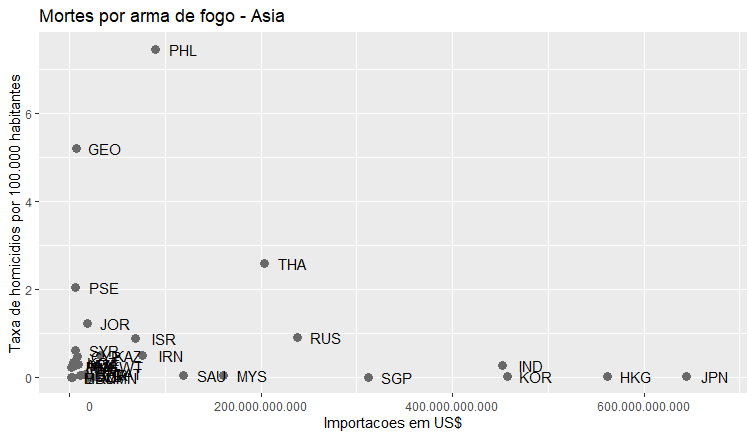 Mortes por arma de fogo - Asia
Taxa de homicidios por 100.000 habitantes
6
4
2
0
PHL
GEO
THA
PSE
JOR
ISR
RUS
SYR
KAZ
IRN
IND
SAU
MYS
SGP
KOR
HKG
JPN
0
200.000.000.000
400.000.000.000
600.000.000.000
Importacoes em US$